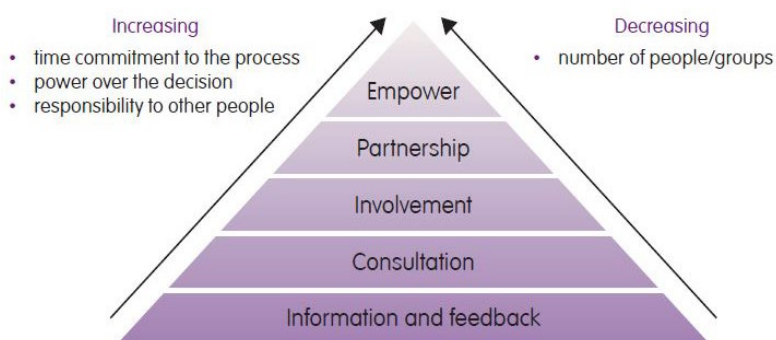 Increasing
• time commitment to the process
• power over the decision
• responsibility to other people
Decreasing
• number of people/groups
Empower
Partnership
Involvement
Consultation
Information and feedback